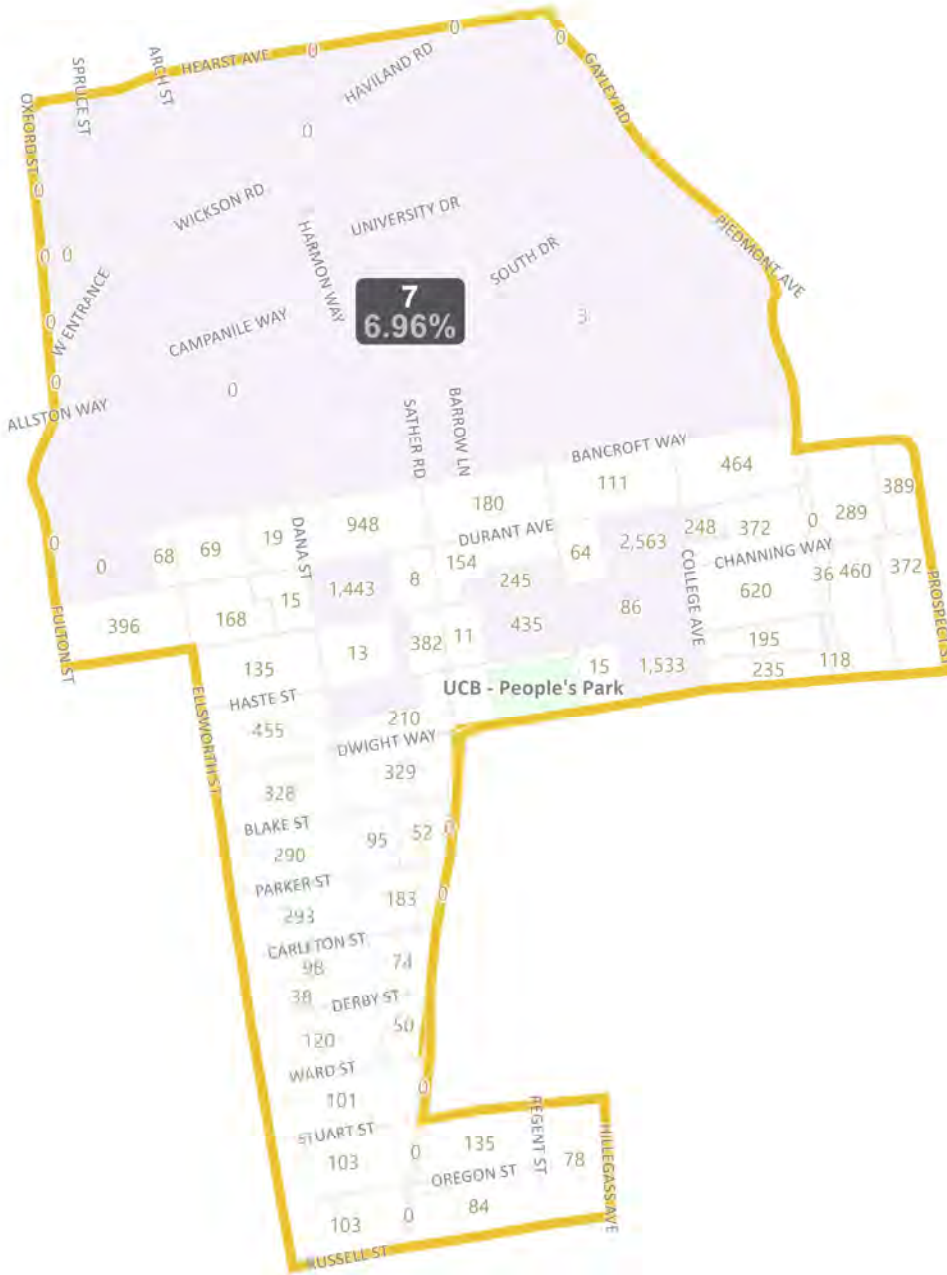 0
0
0
HEARST AVE
HAVILAND RD
ARCH ST
SPRUCE ST
GAYLEY RD
OXFORD ST
0
0
WICKSON RD
UNIVERSITY DR
HARMON WAY
SOUTH DR
PIEDMONT AVE
0
0
W ENTRANCE
7
6.96%
3
0
CAMPANILE WAY
0
0
ALLSTON WAY
SATHER RD
BARROW LN
BANCROFT WAY
464
111
180
389
948
DURANT AVE
289
0
372
248
2,563
DANA ST
19
69
68
0
0
64
154
CHANNING WAY
COLLEGE AVE
8
245
1,443
372
460
36
620
86
15
168
396
FULTON ST
PROSPECT ST
435
11
382
13
195
135
118
235
1,533
15
UCB - People's Park
HASTE ST
ELLSWORTH ST
455
210
DWIGHT WAY
329
328
BLAKE ST
95
52
0
290
PARKER ST
183
0
293
CARLETON ST
98
74
38
DERBY ST
50
120
WARD ST
0
101
STUART ST
135
REGENT ST
HILLEGASS AVE
103
0
78
OREGON ST
84
0
103
RUSSELL ST